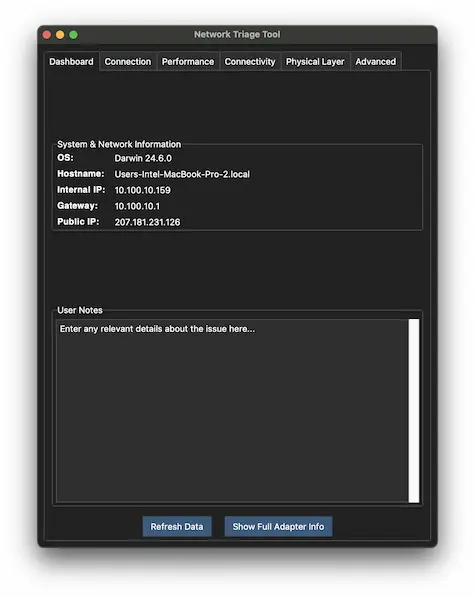 Network Triage Tool
Dashboard Connection Performance Connectivity Physical Layer Advanced
System & Network Information
OS: Darwin 24.6.0
Hostname: Users-Intel-MacBook-Pro-2.local
Internal IP: 10.100.10.159
Gateway: 10.100.10.1
Public IP: 207.181.231.126
User Notes
Enter any relevant details about the issue here...
Refresh Data Show Full Adapter Info